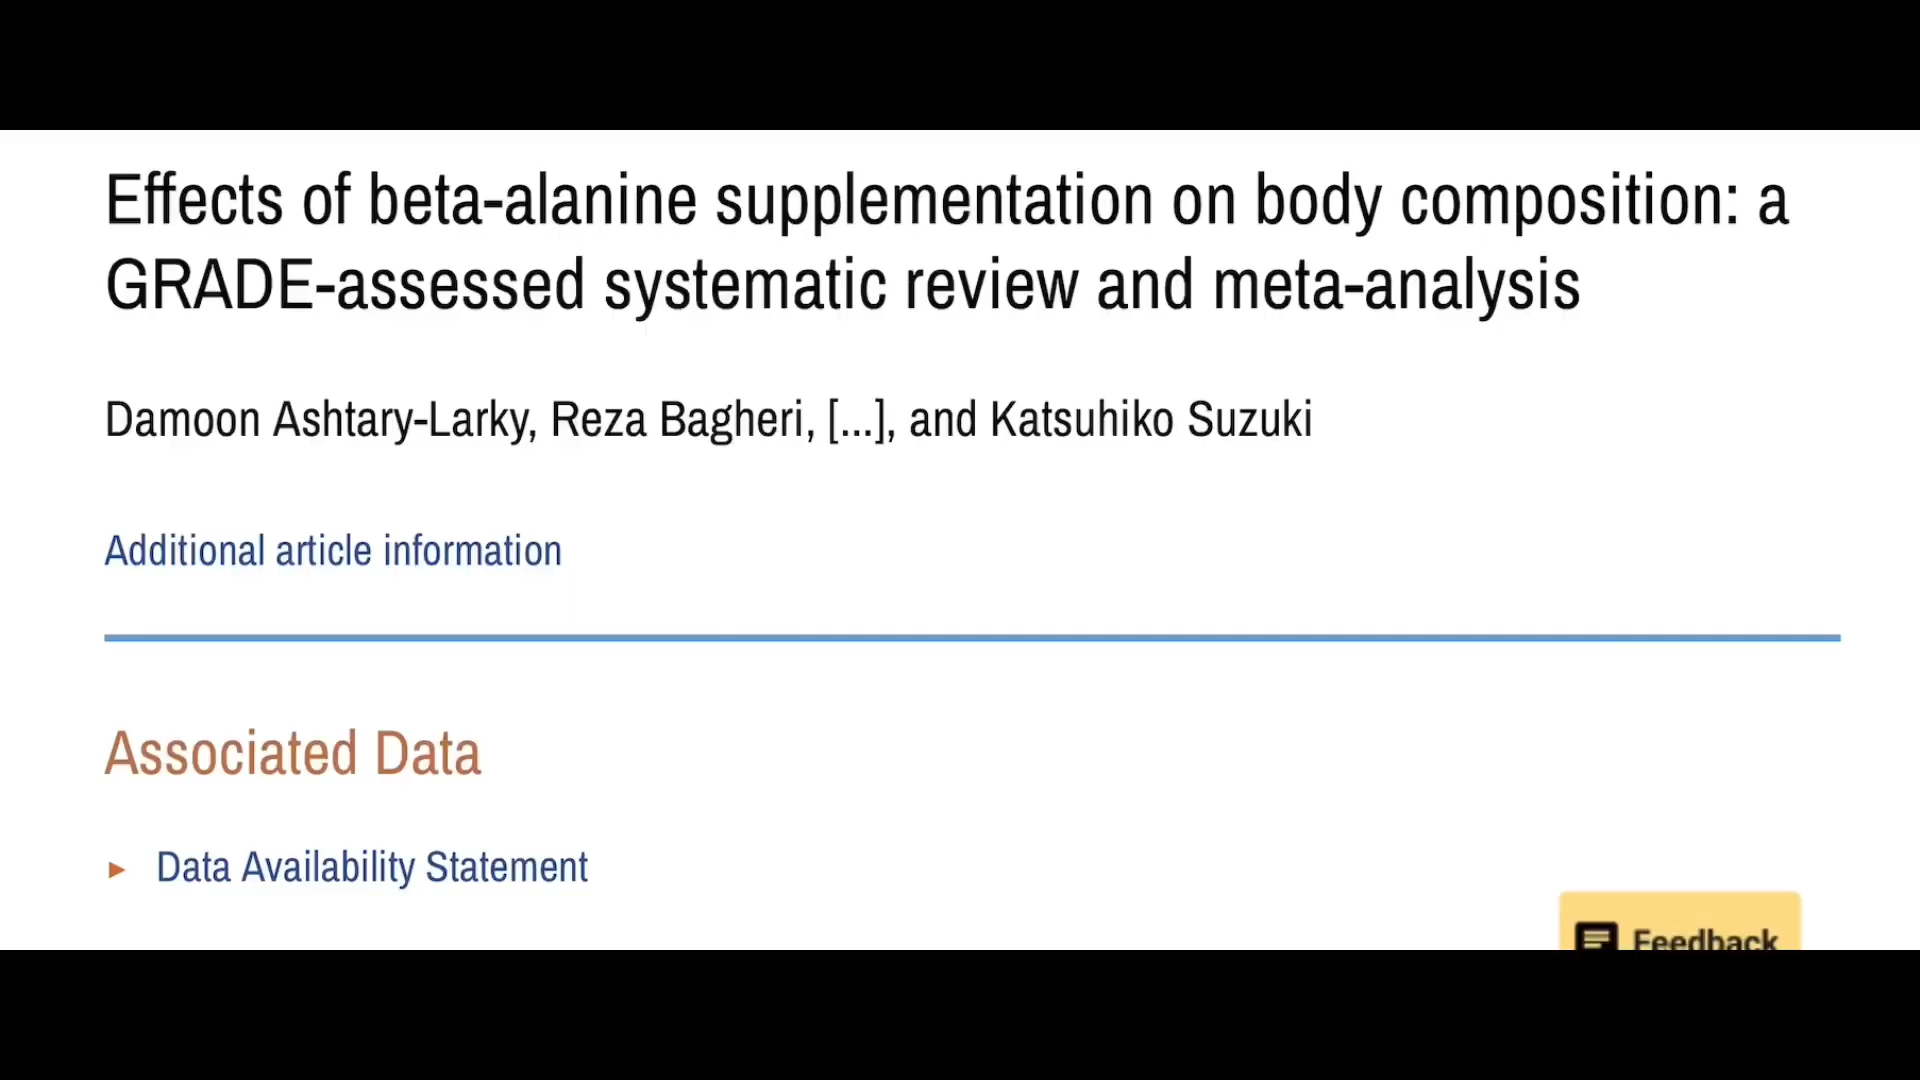 Effects of beta-alanine supplementation on body composition: a
GRADE-assessed systematic review and meta-analysis
Damoon Ashtary-Larky, Reza Bagheri, [...], and Katsuhiko Suzuki
Additional article information
Associated Data
► Data Availability Statement
Feedback